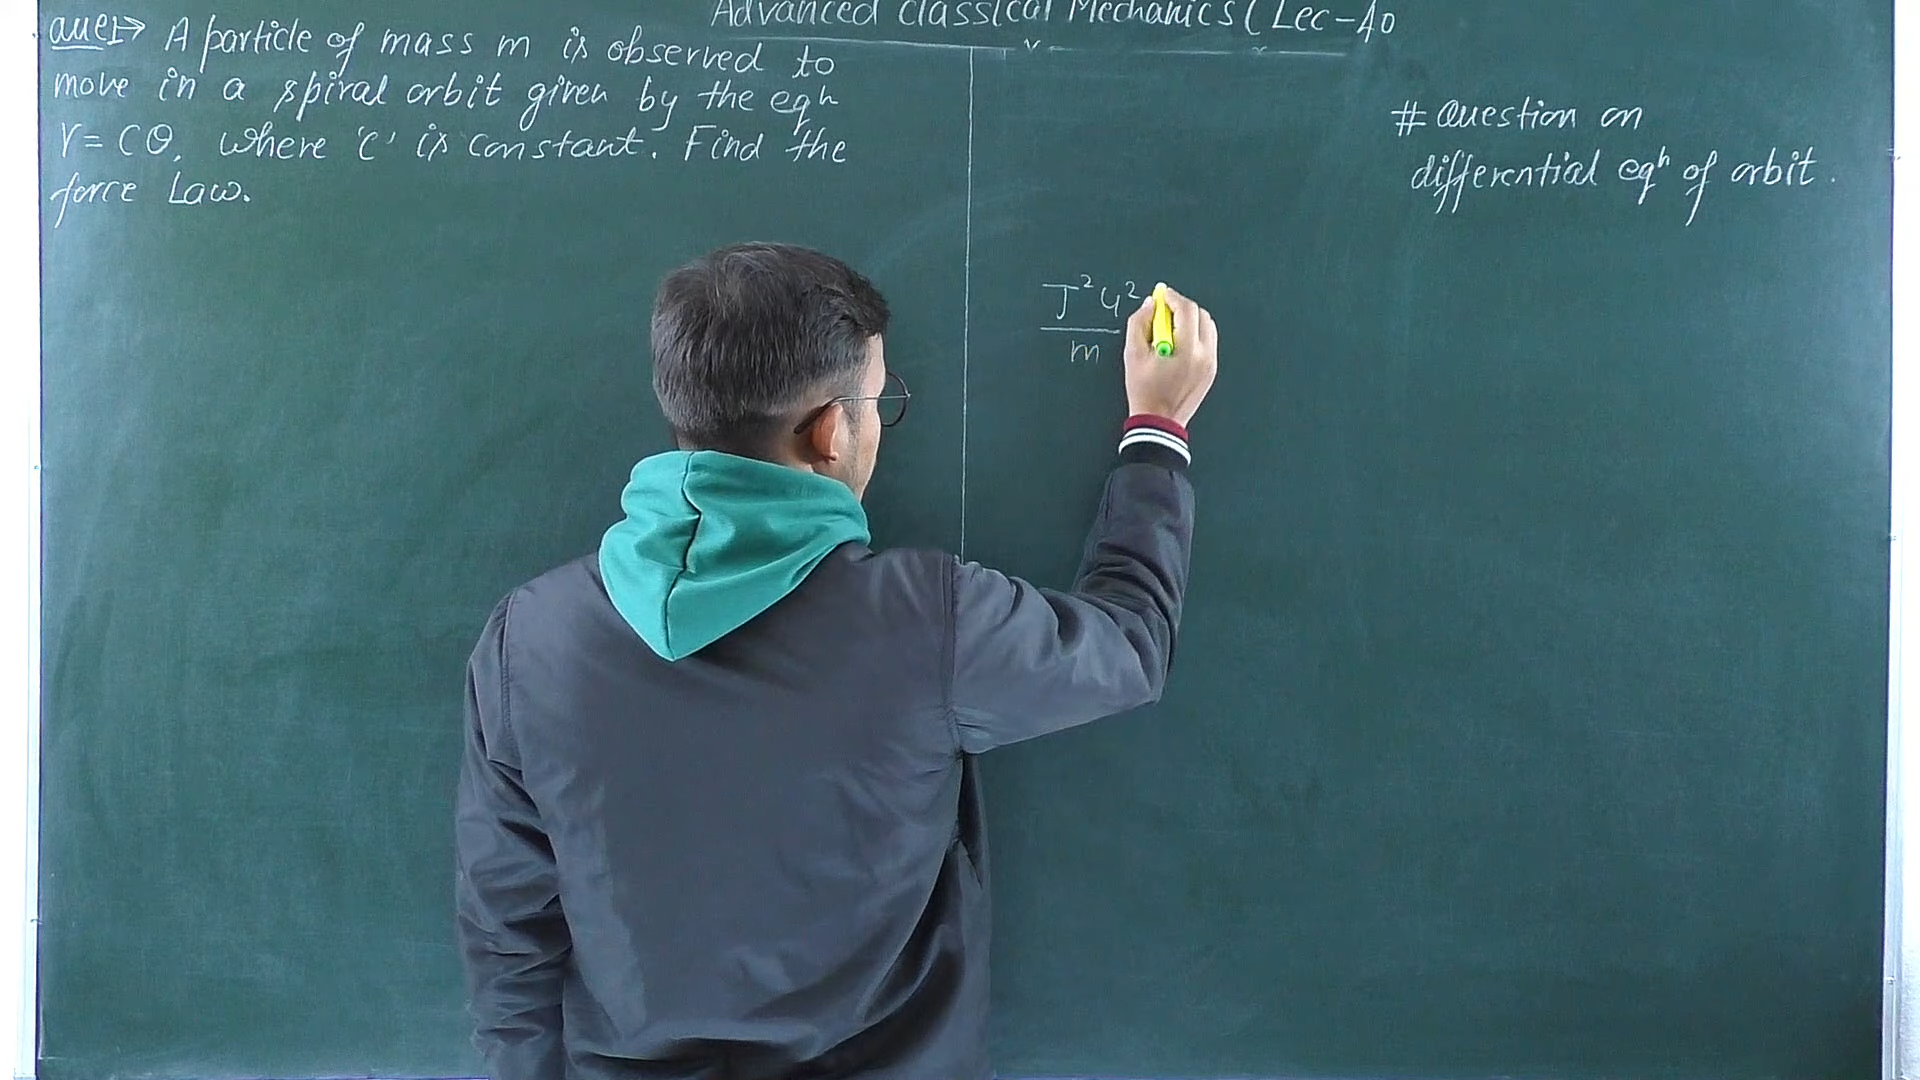 Advanced Classical Mechanics (Lec-40
Que1→ A particle of mass m is observed to
move in a spiral orbit given by the eqn
r = Cθ, where 'c' is constant. Find the
force Law.
# Question on
differential eqn of orbit.
J²u²
m